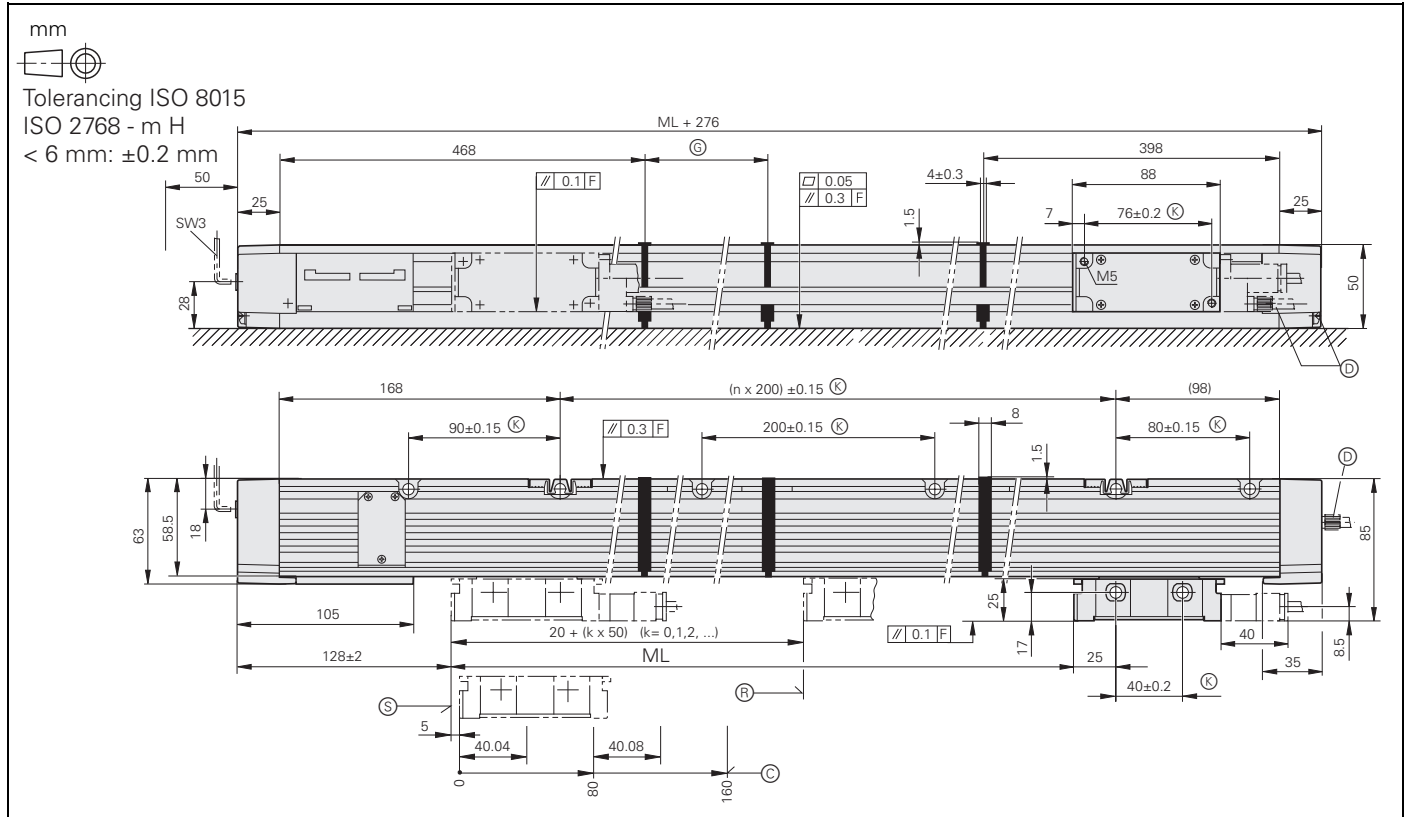 mm
Tolerancing ISO 8015
ISO 2768 - m H
< 6 mm: ±0.2 mm
ML + 276
468
G
398
50
25
// 0.1 F
0.05
// 0.3 F
4±0.3
88
25
7
76±0.2 K
1.5
SW3
M5
28
50
D
168
(n x 200) ±0.15 K
(98)
90±0.15 K
// 0.3 F
200±0.15 K
8
1.5
80±0.15 K
D
63
58.5
18
85
105
20 + (k x 50) (k= 0,1,2, ...)
25
// 0.1 F
17
40
8.5
128±2
ML
25
35
S
R
40±0.2 K
5
40.04
40.08
0
80
160
C